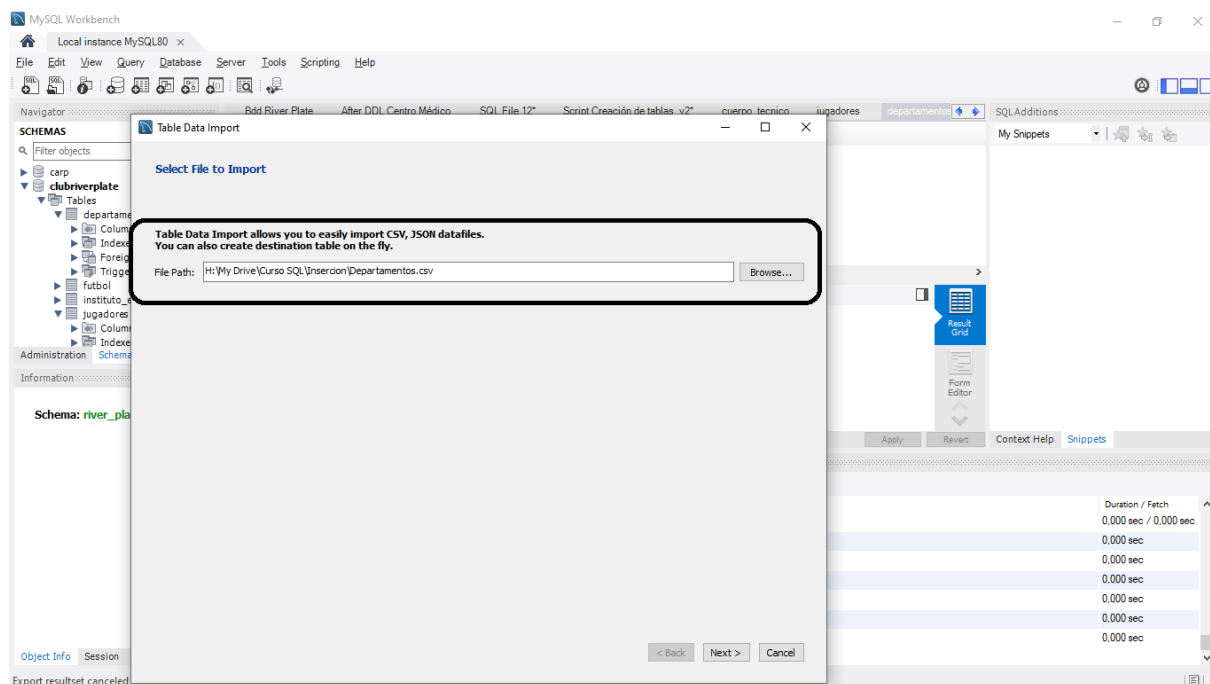 MySQL Workbench
Local instance MySQL80 ×
File Edit View Query Database Server Tools Scripting Help
Navigator Bdd River Plate After DDL Centro Médico SQL File 12* Script Creación de tablas_v2* cuerpo_tecnico jugadores departamentos SQLAdditions
SCHEMAS
Filter objects
My Snippets
Table Data Import
Select File to Import
carp
clubriverplate
Tables
departame
Colum
Indexe
Foreig
Trigge
futbol
instituto_e
jugadores
Colum
Indexe
Table Data Import allows you to easily import CSV, JSON datafiles.
You can also create destination table on the fly.
File Path: H:\My Drive\Curso SQL\Insercion\Departamentos.csv Browse...
Result
Grid
Form
Editor
Administration Schema
Information
Schema: river_pla
Apply Revert Context Help Snippets
Duration / Fetch
0,000 sec / 0,000 sec
0,000 sec
0,000 sec
0,000 sec
0,000 sec
0,000 sec
0,000 sec
< Back Next > Cancel
Object Info Session
Export resultset canceled